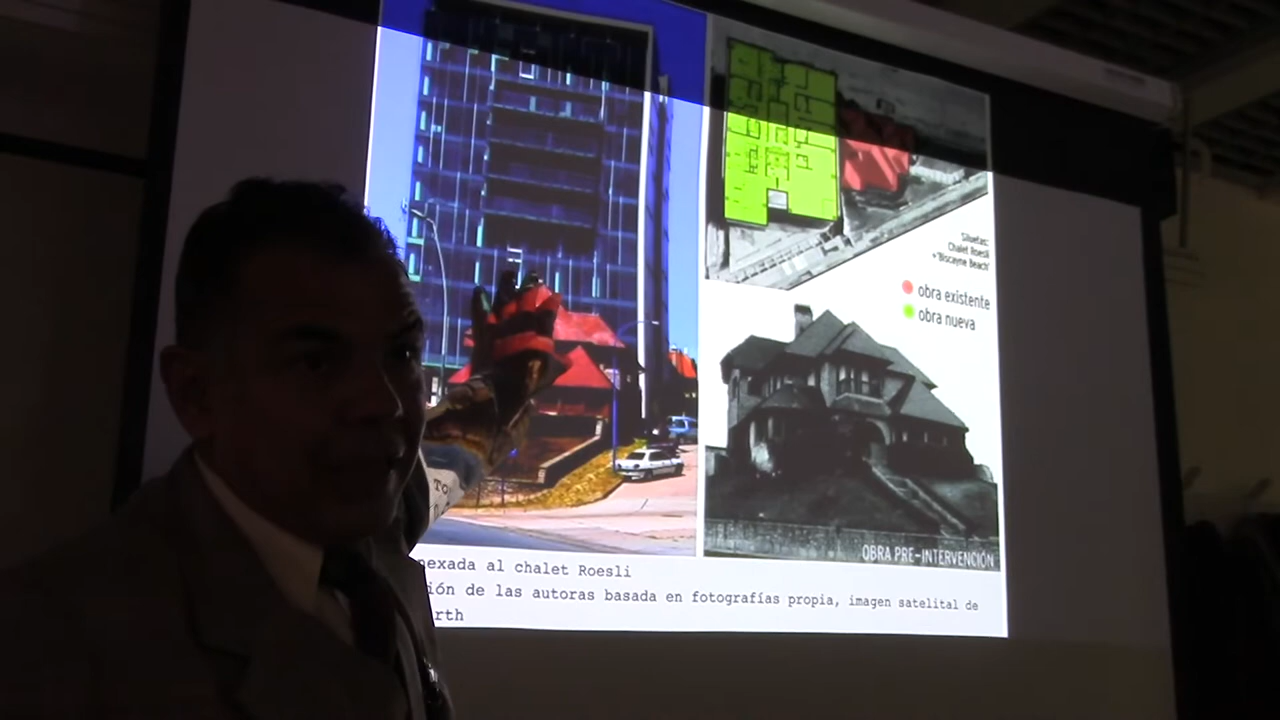 Siluetas:
Chalet Roesli
+'Biscayne Beach'
obra existente
obra nueva
OBRA PRE-INTERVENCIÓN
nexada al chalet Roesli
ión de las autoras basada en fotografías propia, imagen satelital de
rth